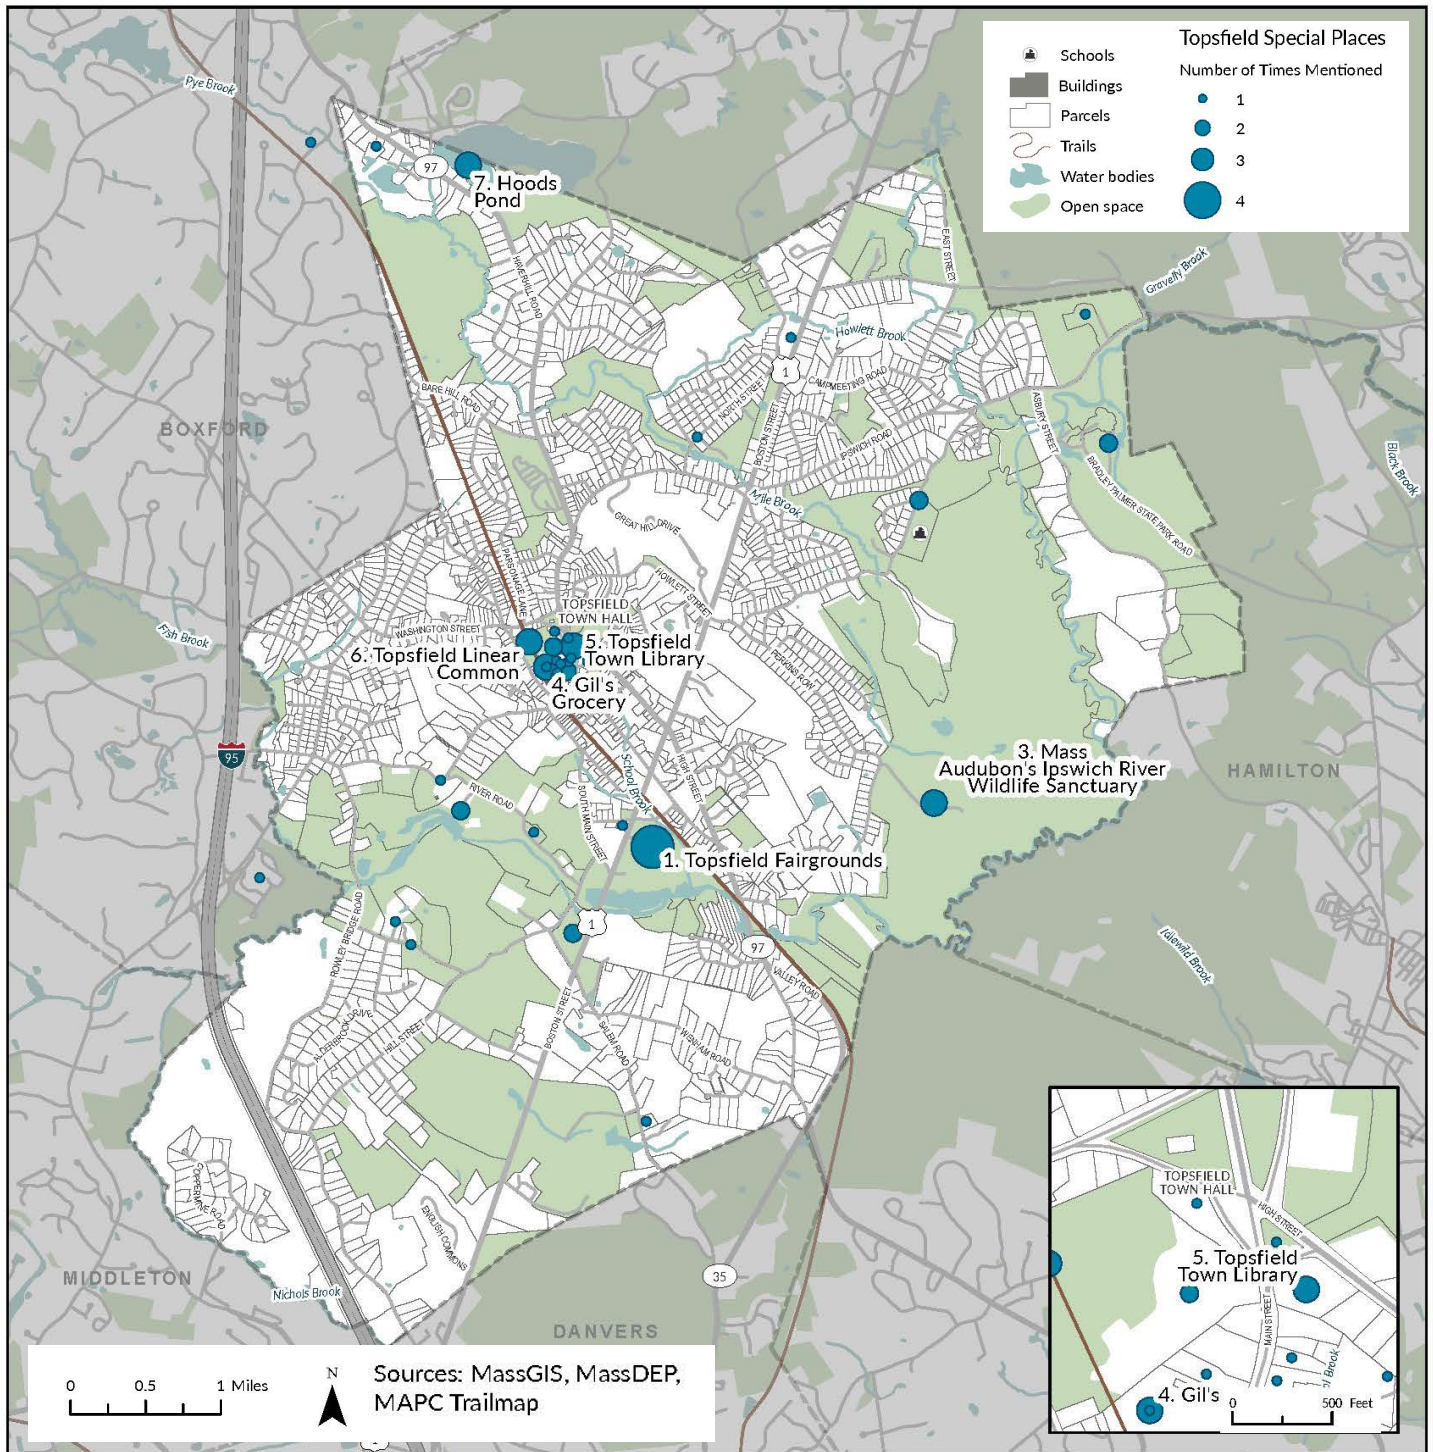 Schools
Buildings
Parcels
Trails
Water bodies
Open space
Topsfield Special Places
Number of Times Mentioned
1
2
3
4
Pye Brook
97
7. Hoods
Pond
HAVERHILL ROAD
EAST STREET
Gravelly Brook
Howlett Brook
1
CAMPMEETING ROAD
NORTH STREET
BOSTON STREET
IPSWICH ROAD
ASBURY STREET
BRADLEY PALMER STATE PARK ROAD
Black Brook
BARE HILL ROAD
BOXFORD
Mile Brook
GREAT HILL DRIVE
PARSONAGE LANE
HOWLETT STREET
TOPSFIELD
TOWN HALL
WASHINGTON STREET
Fish Brook
6. Topsfield Linear
Common
5. Topsfield
Town Library
4. Gil's
Grocery
PERKINS ROW
95
School Brook
HIGH STREET
3. Mass
Audubon's Ipswich River
Wildlife Sanctuary
HAMILTON
RIVER ROAD
SOUTH MAIN STREET
1. Topsfield Fairgrounds
ROWLEY BRIDGE ROAD
1
97
VALLEY ROAD
Idlewild Brook
ALDERBROOK DRIVE
HILL STREET
BOSTON STREET
SALEM ROAD
WENHAM ROAD
COPPERMINE ROAD
ENGLISH COMMONS
MIDDLETON
Nichols Brook
DANVERS
35
TOPSFIELD
TOWN HALL
HIGH STREET
5. Topsfield
Town Library
MAIN STREET
ol Brook
4. Gil's
0 500 Feet
0 0.5 1 Miles
N
Sources: MassGIS, MassDEP,
MAPC Trailmap
1